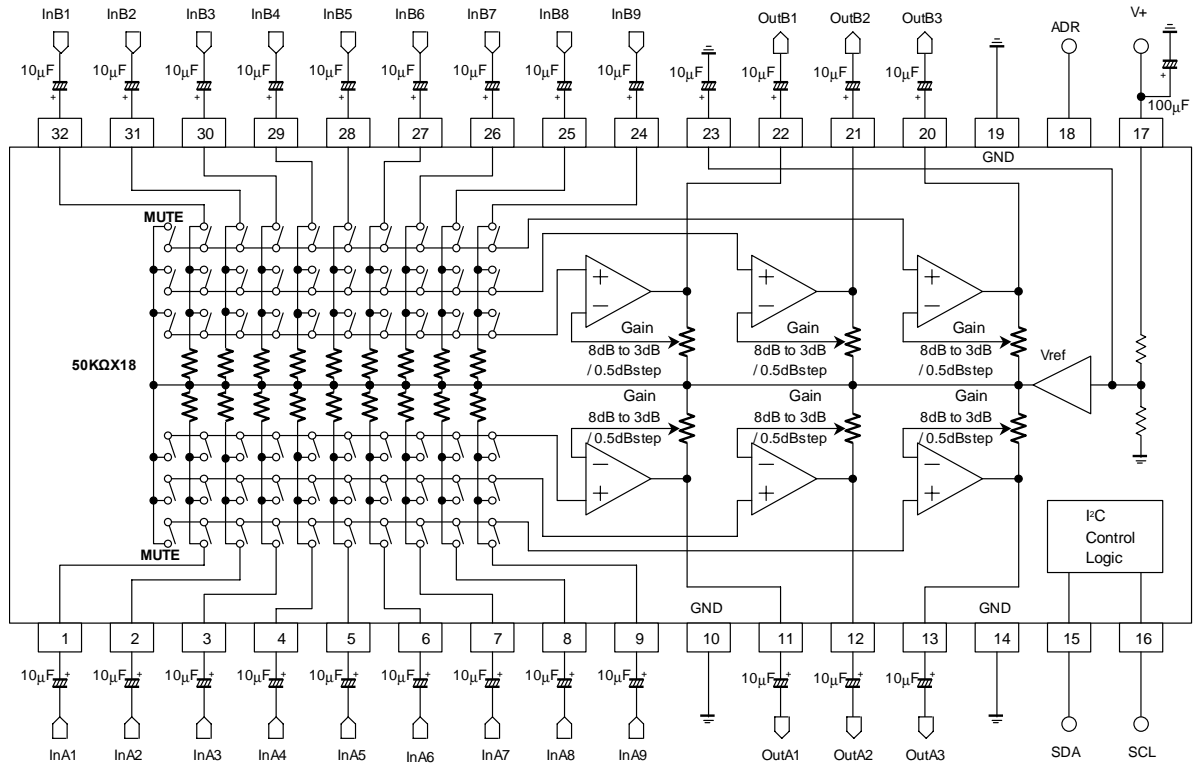 InB1 InB2 InB3 InB4 InB5 InB6 InB7 InB8 InB9 OutB1 OutB2 OutB3 ADR V+
10µF 10µF 10µF 10µF 10µF 10µF 10µF 10µF 10µF 10µF 10µF 10µF 10µF 100µF
32 31 30 29 28 27 26 25 24 23 22 21 20 19 18 17
GND
MUTE
Gain Gain Gain
8dB to 3dB 8dB to 3dB 8dB to 3dB
/ 0.5dBstep / 0.5dBstep / 0.5dBstep
Vref
50KΩX18
Gain Gain Gain
8dB to 3dB 8dB to 3dB 8dB to 3dB
/ 0.5dBstep / 0.5dBstep / 0.5dBstep
I²C
Control
Logic
MUTE
GND GND
1 2 3 4 5 6 7 8 9 10 11 12 13 14 15 16
10µF 10µF 10µF 10µF 10µF 10µF 10µF 10µF 10µF 10µF 10µF 10µF
InA1 InA2 InA3 InA4 InA5 InA6 InA7 InA8 InA9 OutA1 OutA2 OutA3 SDA SCL